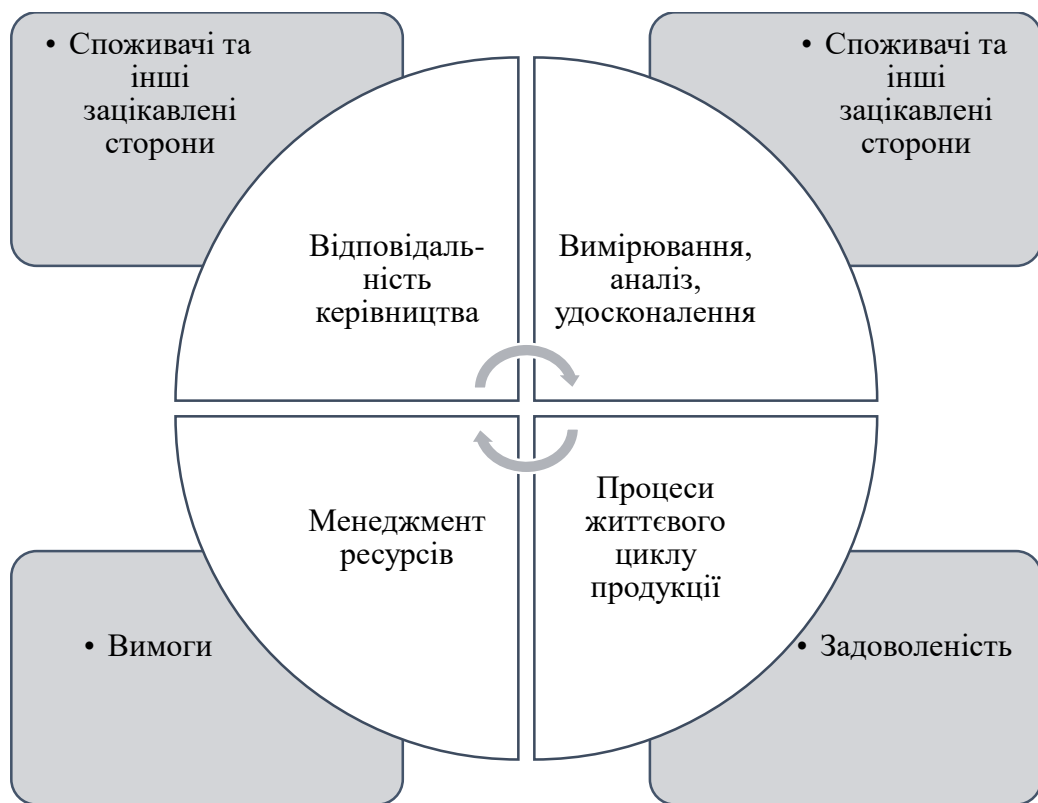 • Споживачі та
інші
зацікавлені
сторони
• Споживачі та
інші
зацікавлені
сторони
Відповідаль-
ність
керівництва
Вимірювання,
аналіз,
удосконалення
Менеджмент
ресурсів
Процеси
життєвого
циклу
продукції
• Вимоги
• Задоволеність